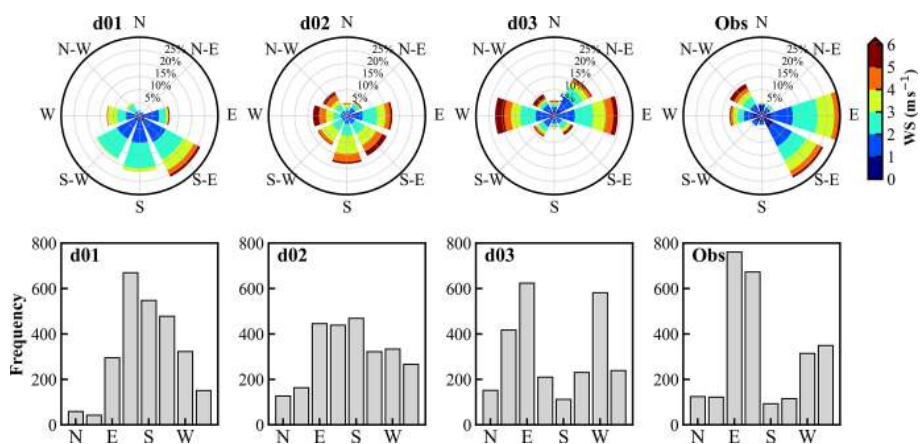 d01 N
d02 N
d03 N
Obs N
N-W N-E
N-W N-E
N-W N-E
N-W N-E
25%
20%
15%
10%
5%
25%
20%
15%
10%
5%
25%
20%
15%
10%
5%
25%
20%
15%
10%
5%
W E
W E
W E
W E
S-W S-E
S-W S-E
S-W S-E
S-W S-E
S
S
S
S
6
5
4
3
2
1
0
WS (ms⁻¹)
Frequency
800
600
400
200
0
d01
N E S W
800
600
400
200
0
d02
N E S W
800
600
400
200
0
d03
N E S W
800
600
400
200
0
Obs
N E S W